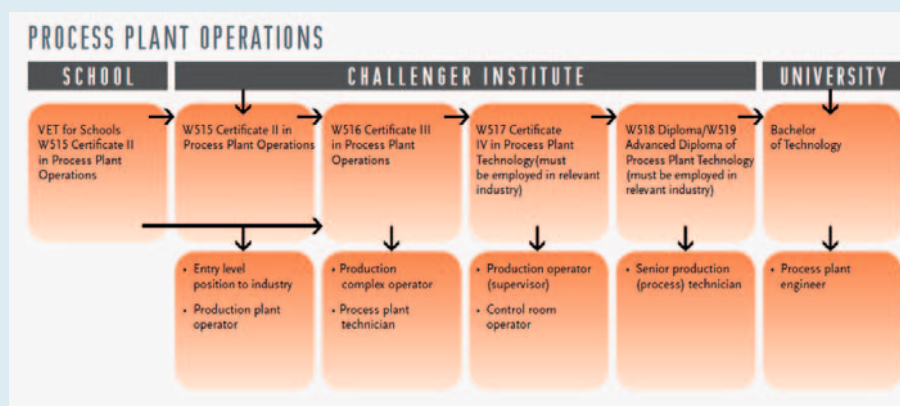 PROCESS PLANT OPERATIONS
SCHOOL
CHALLENGER INSTITUTE
UNIVERSITY
VET for Schools
W515 Certificate II
in Process Plant
Operations
W515 Certificate II in
Process Plant Operations
W516 Certificate III
in Process Plant
Operations
W517 Certificate
IV in Process Plant
Technology(must
be employed in relevant
industry)
W518 Diploma/W519
Advanced Diploma of
Process Plant Technology
(must be employed in
relevant industry)
Bachelor
of Technology
• Entry level
position to industry
• Production plant
operator
• Production
complex operator
• Process plant
technician
• Production operator
(supervisor)
• Control room
operator
• Senior production
(process) technician
• Process plant
engineer